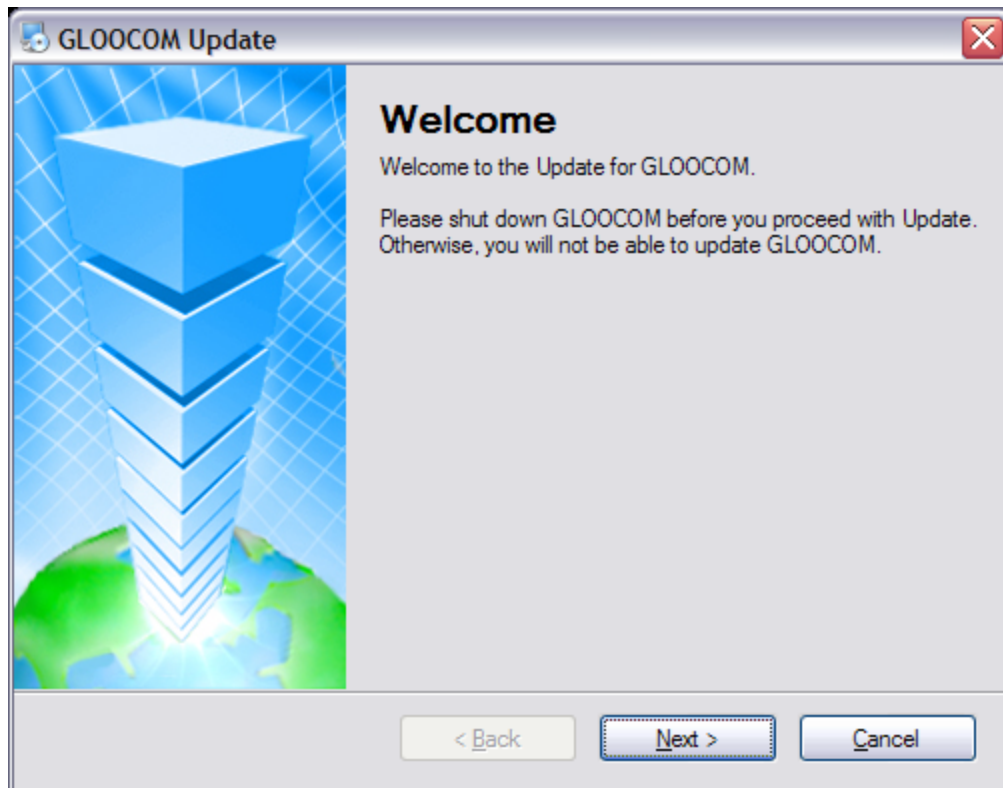 GLOOCOM Update
Welcome
Welcome to the Update for GLOOCOM.
Please shut down GLOOCOM before you proceed with Update.
Otherwise, you will not be able to update GLOOCOM.
< Back
Next >
Cancel